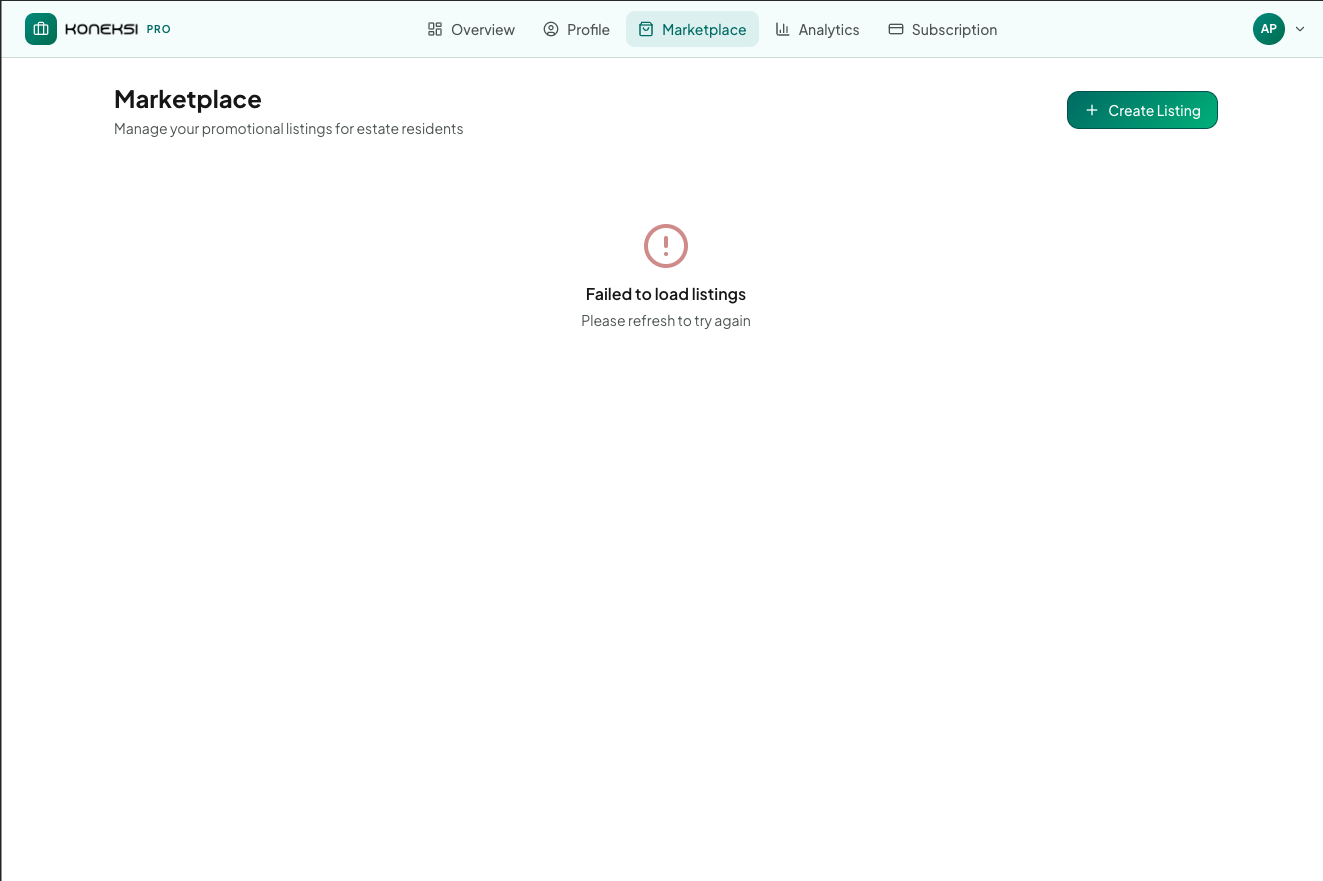 KONEKSI PRO
Overview
Profile
Marketplace
Analytics
Subscription
AP
Marketplace
Manage your promotional listings for estate residents
+ Create Listing
Failed to load listings
Please refresh to try again